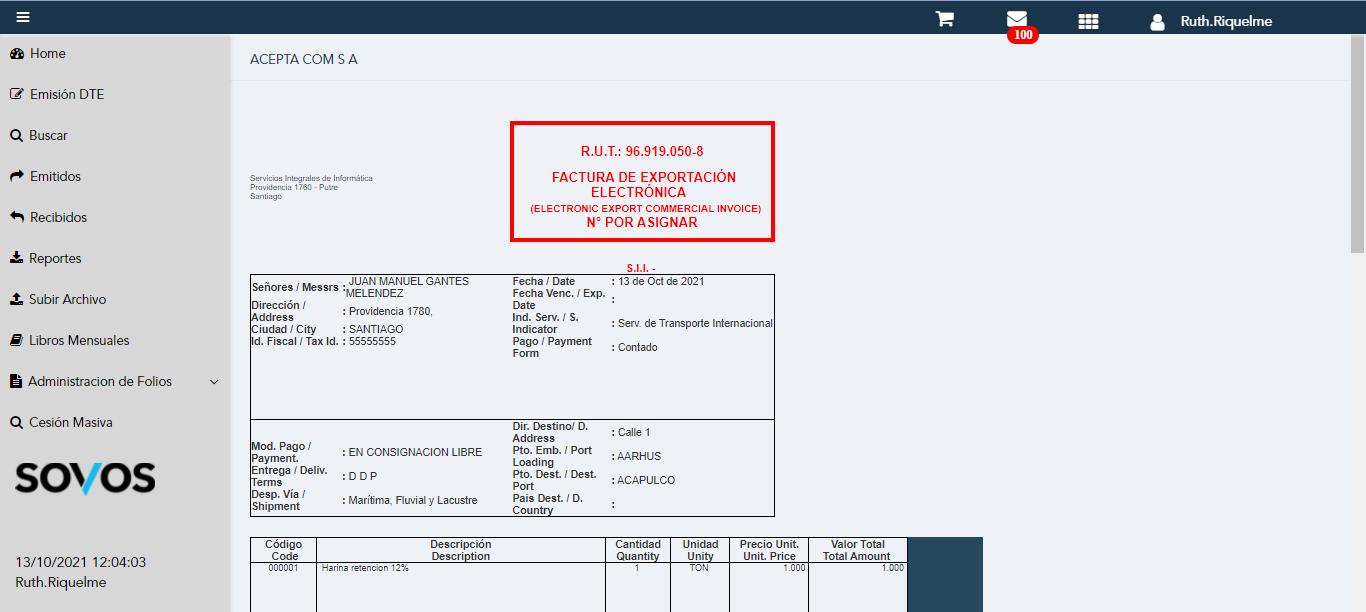 Ruth.Riquelme
100
Home
Emisión DTE
Buscar
Emitidos
Recibidos
Reportes
Subir Archivo
Libros Mensuales
Administracion de Folios
Cesión Masiva
SOVOS
13/10/2021 12:04:03
Ruth.Riquelme
ACEPTA COM S A
Servicios Integrales de Informática
Providencia 1760 - Putre
Santiago
R.U.T.: 96.919.050-8
FACTURA DE EXPORTACIÓN
ELECTRÓNICA
(ELECTRONIC EXPORT COMMERCIAL INVOICE)
N° POR ASIGNAR
S.I.I. -
Señores / Messrs : JUAN MANUEL GANTES
MELENDEZ
Dirección /
Address : Providencia 1780,
Ciudad / City : SANTIAGO
Id. Fiscal / Tax Id. : 55555555
Fecha / Date : 13 de Oct de 2021
Fecha Venc. / Exp.
Date :
Ind. Serv. / S.
Indicator : Serv. de Transporte Internacional
Pago / Payment
Form : Contado
Mod. Pago /
Payment. : EN CONSIGNACION LIBRE
Entrega / Deliv.
Terms : D D P
Desp. Vía /
Shipment : Marítima, Fluvial y Lacustre
Dir. Destino/ D.
Address : Calle 1
Pto. Emb. / Port
Loading : AARHUS
Pto. Dest. / Dest.
Port : ACAPULCO
Pais Dest. / D.
Country :
Código Descripción Cantidad Unidad Precio Unit. Valor Total
Code Description Quantity Unity Unit. Price Total Amount
000001 Harina retencion 12% 1 TON 1.000 1.000